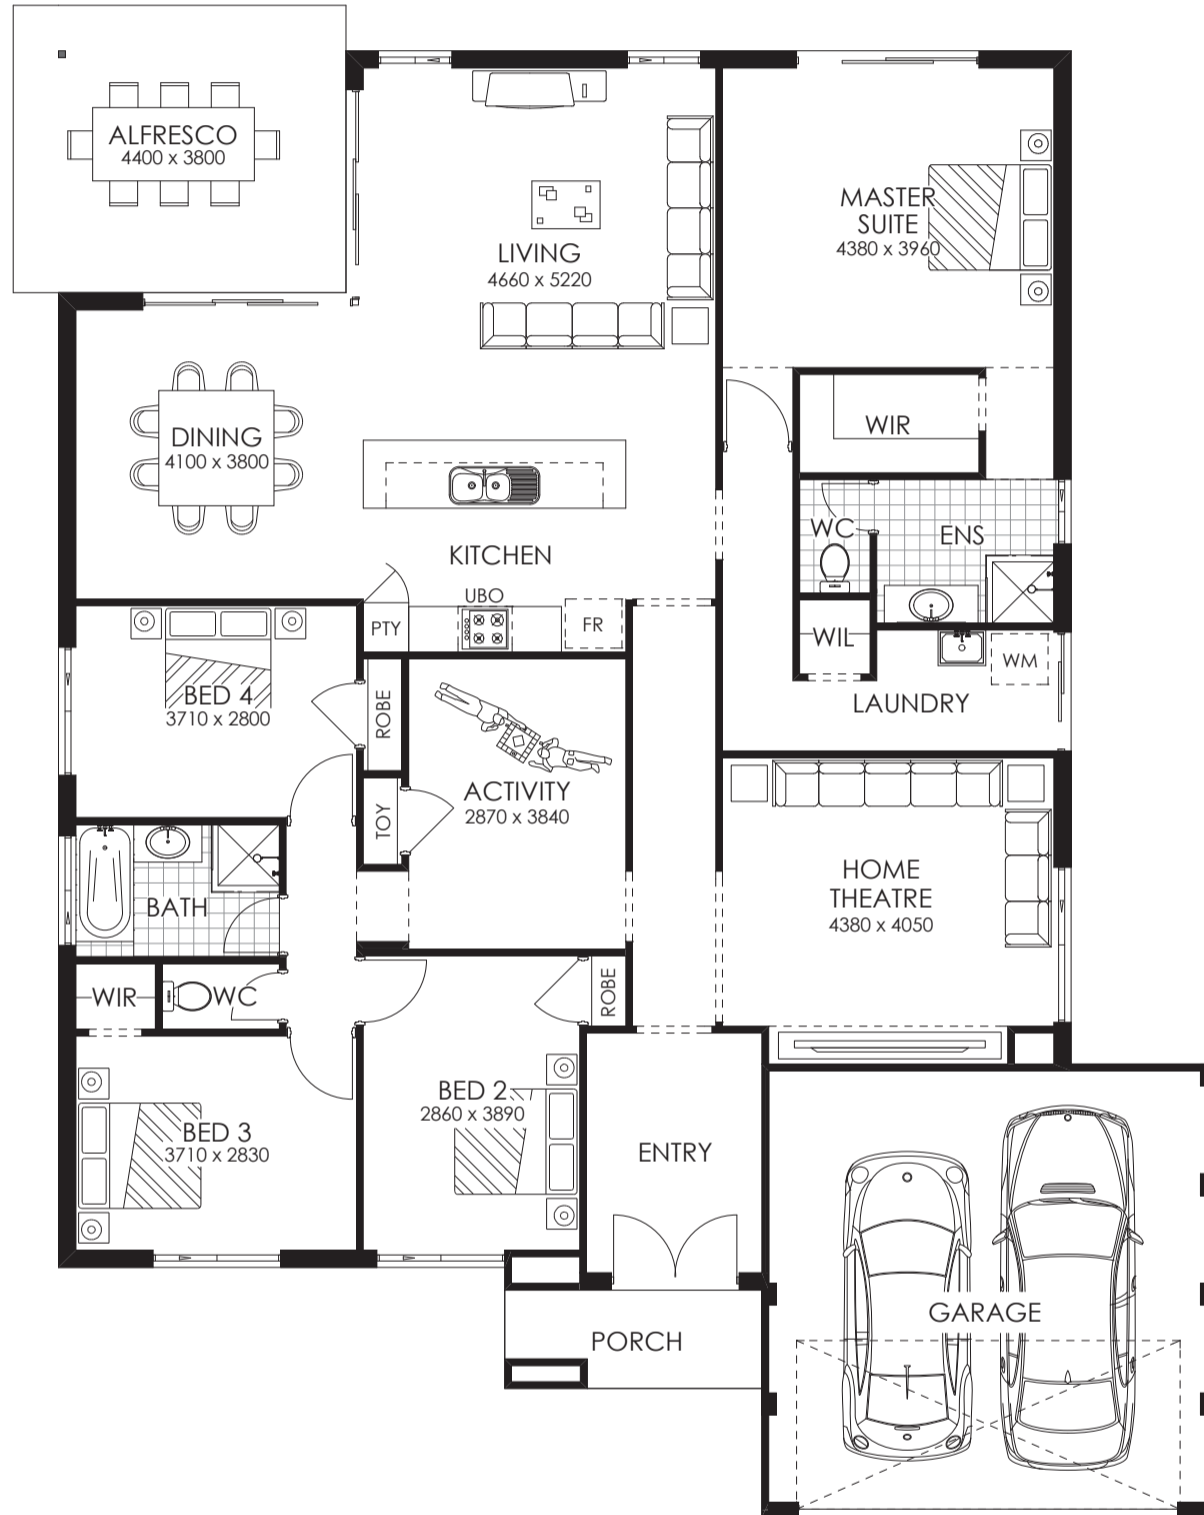 ALFRESCO
4400 x 3800
LIVING
4660 x 5220
MASTER
SUITE
4380 x 3960
DINING
4100 x 3800
WIR
WC
ENS
KITCHEN
UBO
PTY
FR
WIL
WM
LAUNDRY
BED 4
3710 x 2800
ROBE
ACTIVITY
2870 x 3840
TOY
HOME
THEATRE
4380 x 4050
BATH
WIR
WC
ROBE
BED 2
2860 x 3890
BED 3
3710 x 2830
ENTRY
GARAGE
PORCH